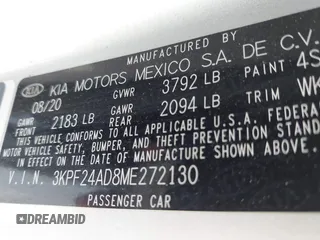 MANUFACTURED BY
KIA KIA MOTORS MEXICO S.A. DE C.V.
08/20 GVWR 3792 LB PAINT: 4S
GAWR FRONT 2183 LB GAWR REAR 2094 LB TRIM WK
THIS VEHICLE CONFORMS TO ALL APPLICABLE U.S.A. FEDERAL
MOTOR VEHICLE SAFETY, BUMPER, AND THEFT PREVENTION
STANDARDS IN EFFECT ON THE DATE OF MANUFACTURE SHOWN ABOVE.
V.I.N. 3KPF24AD8ME272130
PASSENGER CAR
DREAMBID